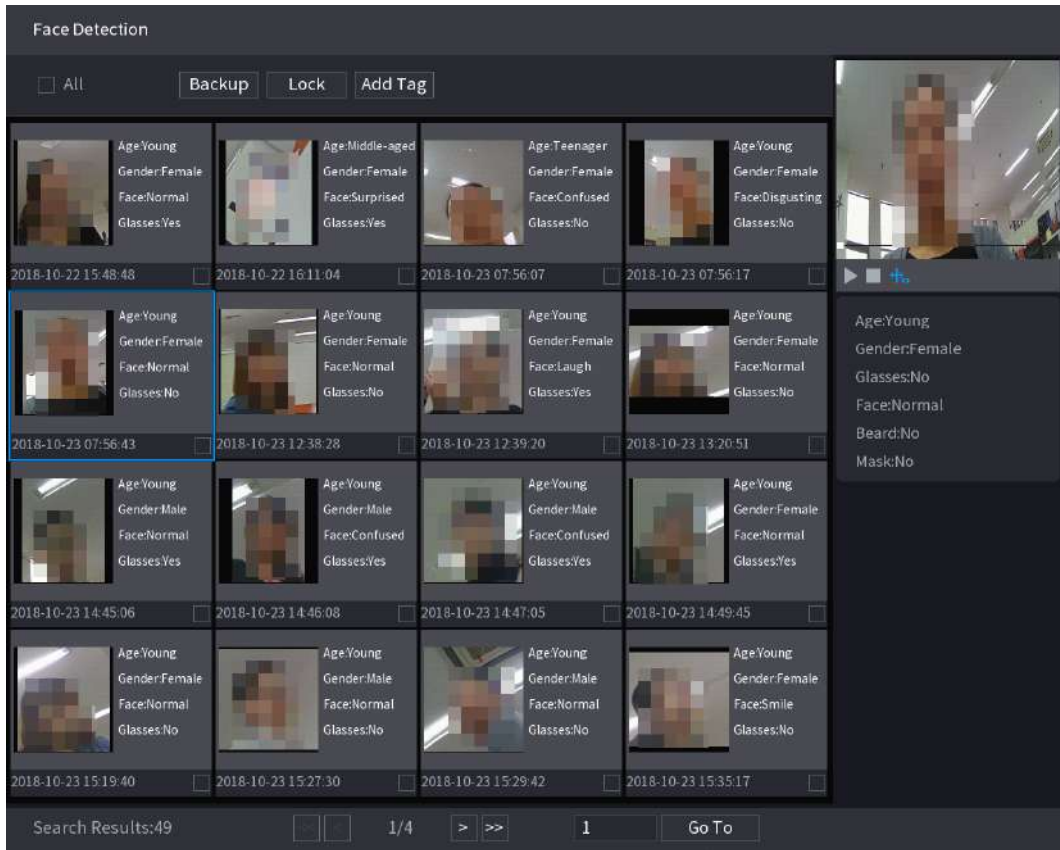 Face Detection
All
Backup Lock Add Tag
Age:Young
Gender:Female
Face:Normal
Glasses:Yes
2018-10-22 15:48:48
Age:Middle-aged
Gender:Female
Face:Surprised
Glasses:Yes
2018-10-22 16:11:04
Age:Teenager
Gender:Female
Face:Confused
Glasses:No
2018-10-23 07:56:07
Age:Young
Gender:Female
Face:Disgusting
Glasses:No
2018-10-23 07:56:17
Age:Young
Gender:Female
Face:Normal
Glasses:No
2018-10-23 07:56:43
Age:Young
Gender:Female
Face:Normal
Glasses:No
2018-10-23 12:38:28
Age:Young
Gender:Female
Face:Laugh
Glasses:Yes
2018-10-23 12:39:20
Age:Young
Gender:Female
Face:Normal
Glasses:No
2018-10-23 13:20:51
Age:Young
Gender:Male
Face:Normal
Glasses:Yes
2018-10-23 14:45:06
Age:Young
Gender:Male
Face:Confused
Glasses:Yes
2018-10-23 14:46:08
Age:Young
Gender:Male
Face:Confused
Glasses:Yes
2018-10-23 14:47:05
Age:Young
Gender:Female
Face:Normal
Glasses:Yes
2018-10-23 14:49:45
Age:Young
Gender:Female
Face:Normal
Glasses:No
2018-10-23 15:19:40
Age:Young
Gender:Male
Face:Normal
Glasses:No
2018-10-23 15:27:30
Age:Young
Gender:Male
Face:Normal
Glasses:No
2018-10-23 15:29:42
Age:Young
Gender:Female
Face:Smile
Glasses:No
2018-10-23 15:35:17
Age:Young
Gender:Female
Glasses:No
Face:Normal
Beard:No
Mask:No
Search Results:49 << < 1/4 > >> 1 Go To